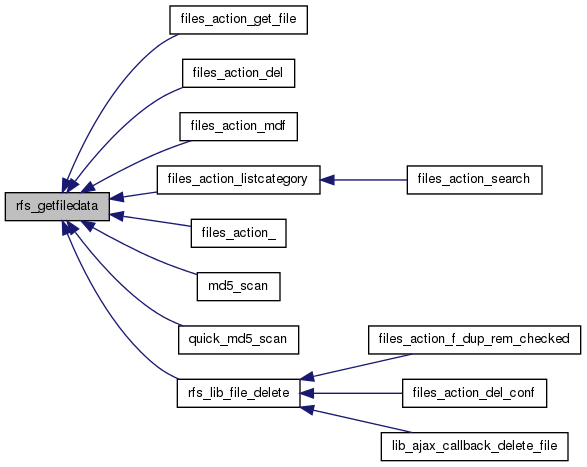 files_action_get_file
files_action_del
files_action_mdf
files_action_listcategory
files_action_search
rfs_getfiledata
files_action_
md5_scan
quick_md5_scan
files_action_f_dup_rem_checked
rfs_lib_file_delete
files_action_del_conf
lib_ajax_callback_delete_file